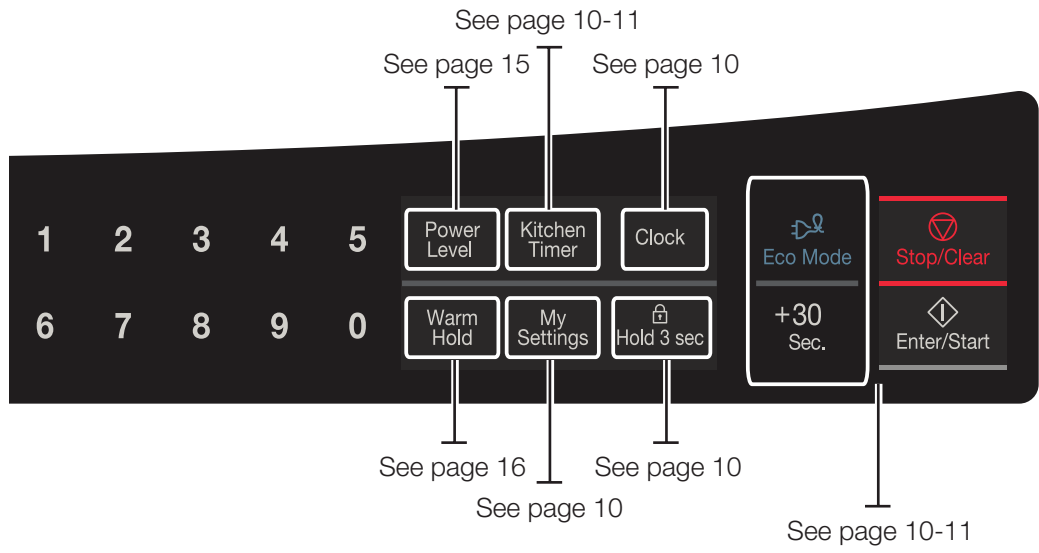 See page 10-11
See page 15
See page 10
1 2 3 4 5
Power
Level
Kitchen
Timer
Clock
Eco Mode
Stop/Clear
6 7 8 9 0
Warm
Hold
My
Settings
Hold 3 sec
+30
Sec.
Enter/Start
See page 16
See page 10
See page 10
See page 10-11